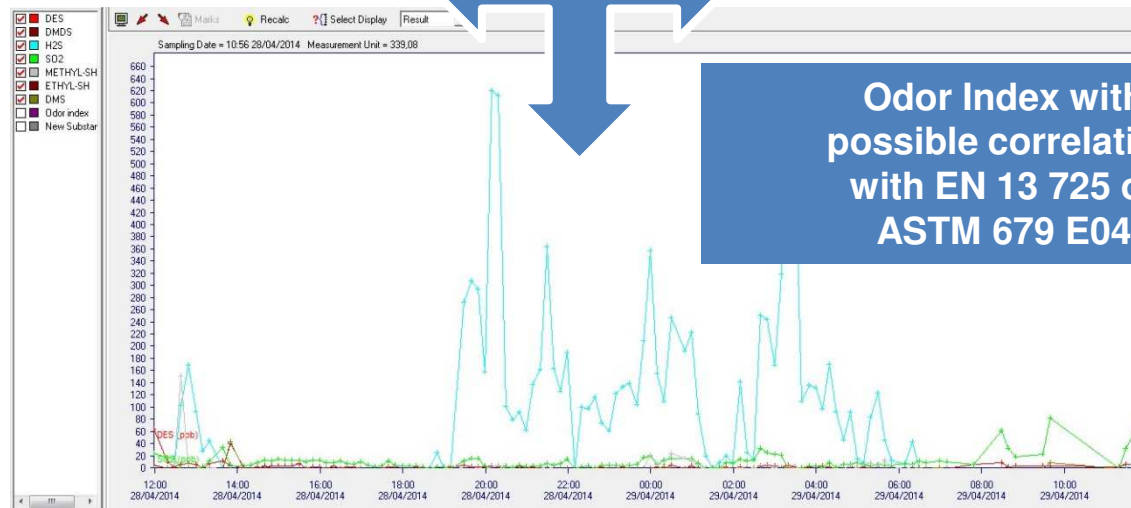 DES
DMDS
H2S
SO2
METHYL-SH
ETHYL-SH
DMS
Odor index
New Substar
Marks Recalc ?{} Select Display Result
Sampling Date = 10:56 28/04/2014 Measurement Unit = 339,08
Odor Index with
possible correlati
with EN 13 725 o
ASTM 679 E04
660
640
620
600
580
560
540
520
500
480
460
440
420
400
380
360
340
320
300
280
260
240
220
200
180
160
140
120
100
80
60
40
20
0
DES (ppb)
12:00 14:00 16:00 18:00 20:00 22:00 00:00 02:00 04:00 06:00 08:00 10:00
28/04/2014 28/04/2014 28/04/2014 28/04/2014 28/04/2014 28/04/2014 29/04/2014 29/04/2014 29/04/2014 29/04/2014 29/04/2014 29/04/2014